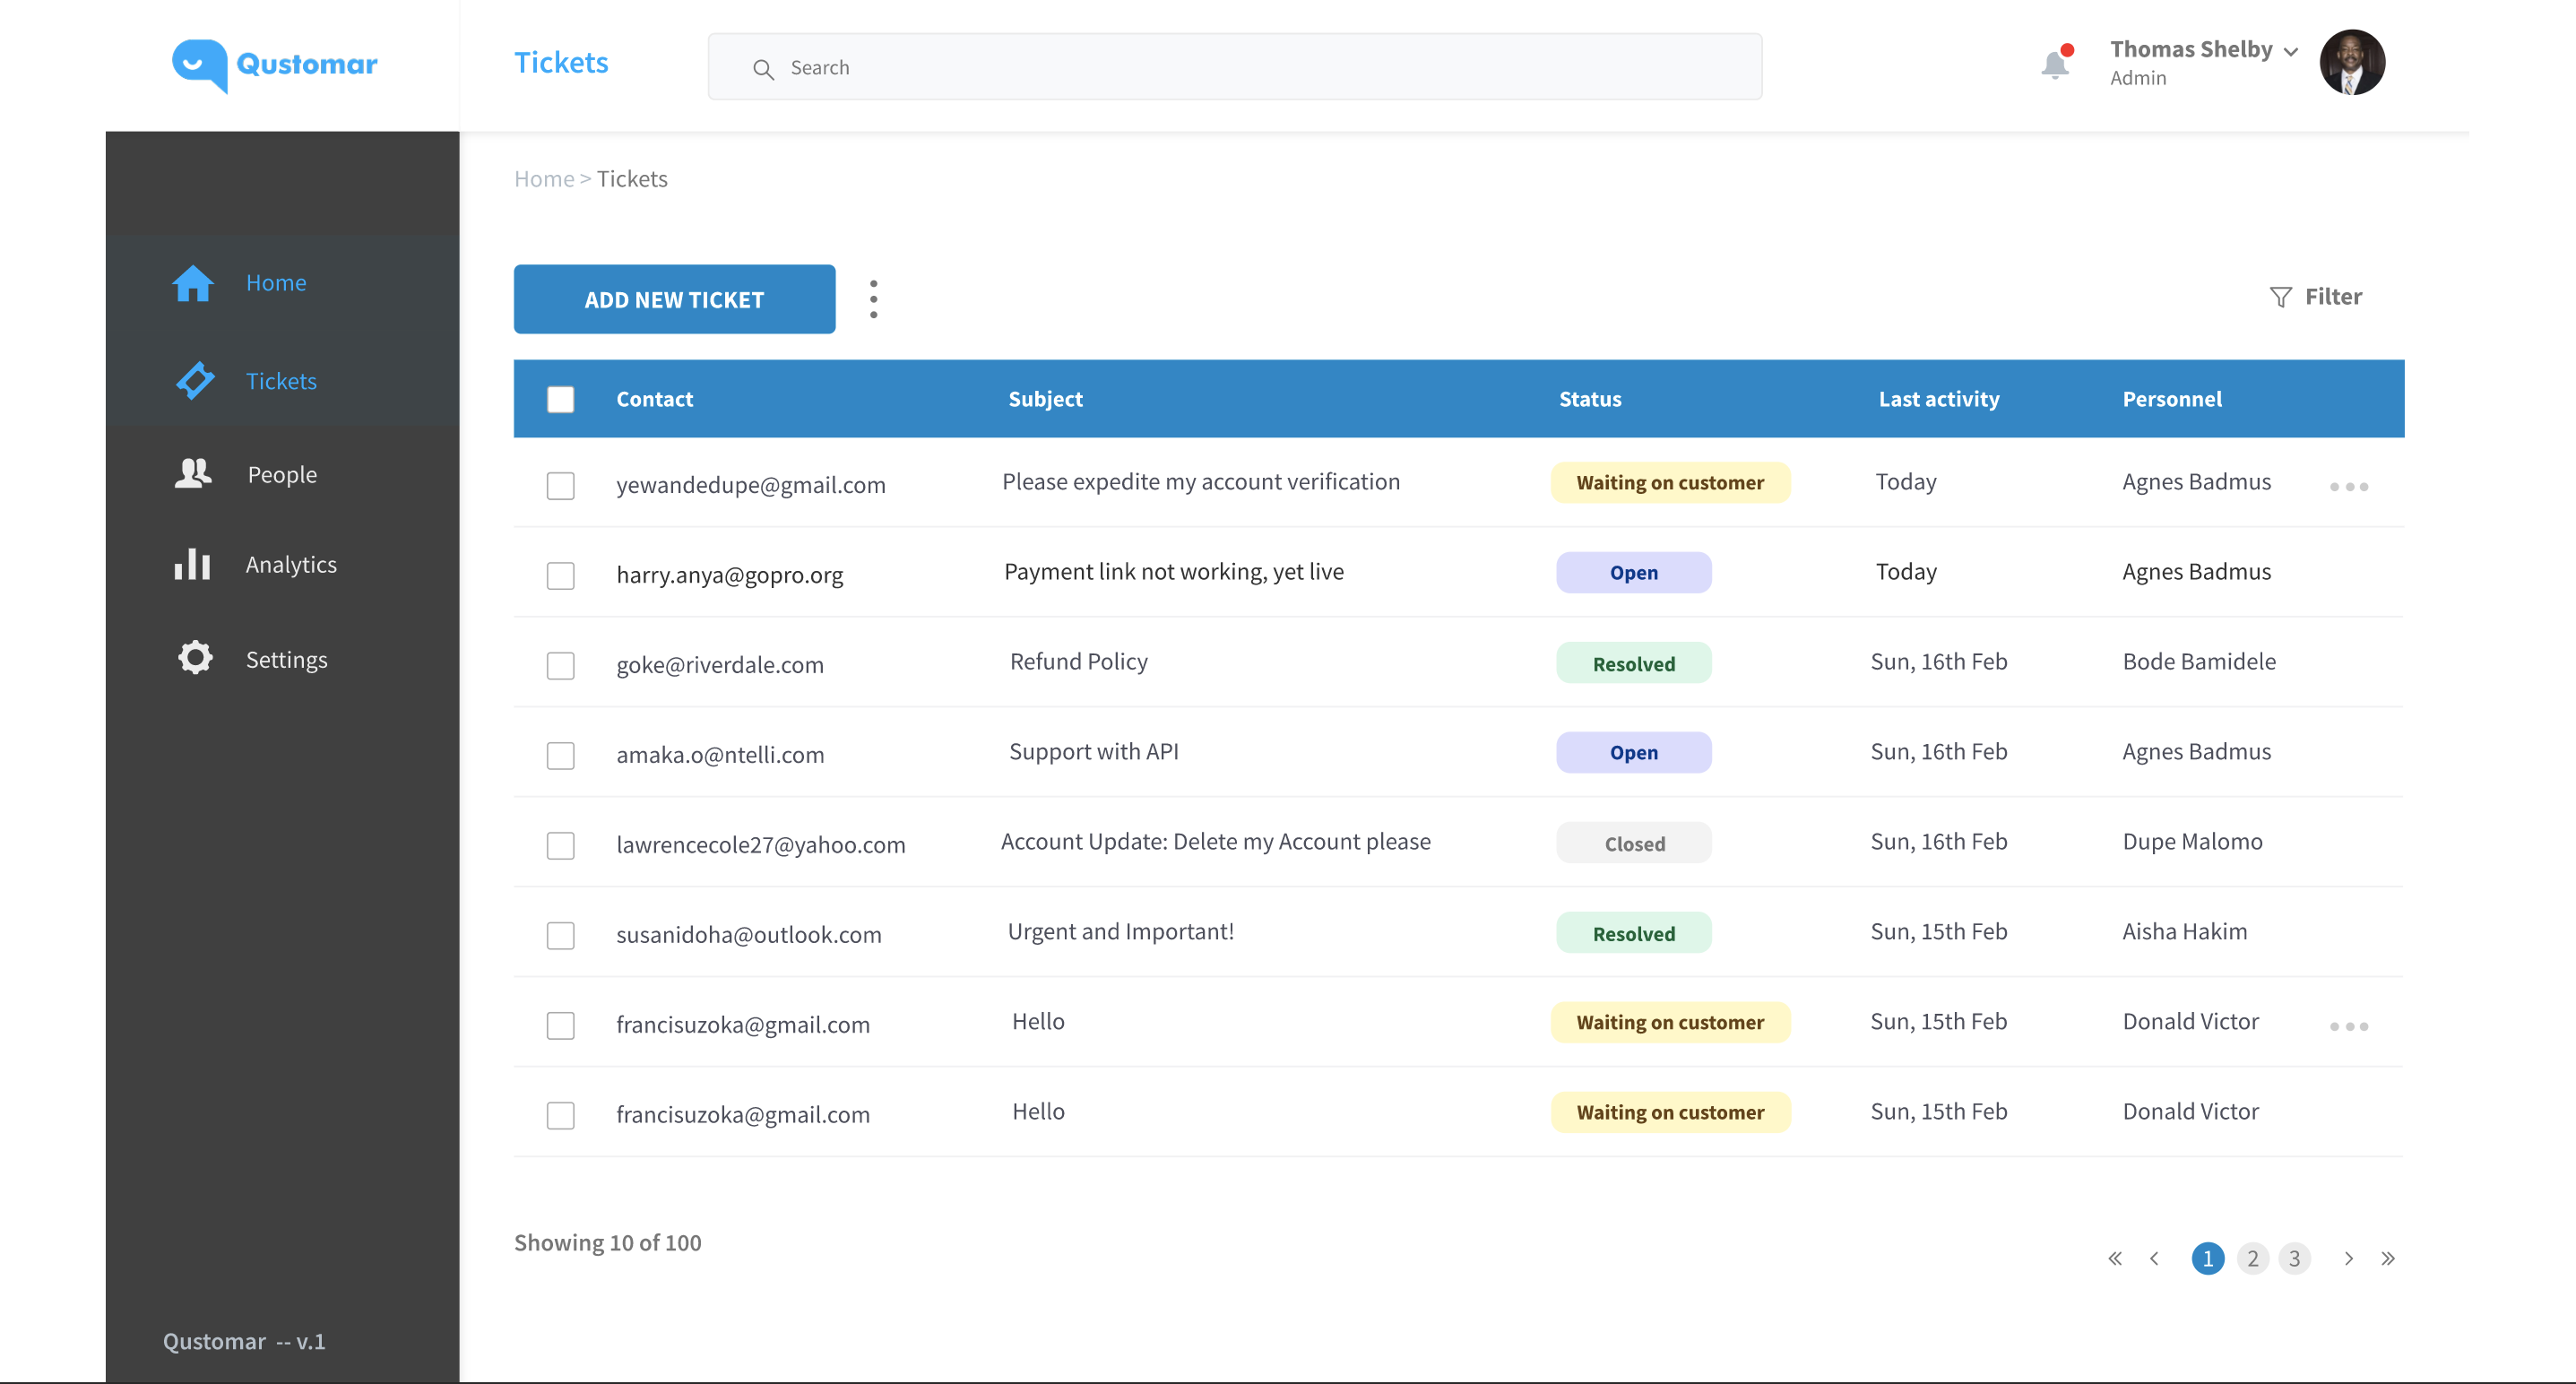 Qustomar
Tickets
Search
Thomas Shelby
Admin
Home > Tickets
Home
Tickets
People
Analytics
Settings
ADD NEW TICKET
Filter
Contact Subject Status Last activity Personnel
yewandedupe@gmail.com Please expedite my account verification Waiting on customer Today Agnes Badmus
harry.anya@gopro.org Payment link not working, yet live Open Today Agnes Badmus
goke@riverdale.com Refund Policy Resolved Sun, 16th Feb Bode Bamidele
amaka.o@ntelli.com Support with API Open Sun, 16th Feb Agnes Badmus
lawrencecole27@yahoo.com Account Update: Delete my Account please Closed Sun, 16th Feb Dupe Malomo
susanidoha@outlook.com Urgent and Important! Resolved Sun, 15th Feb Aisha Hakim
francisuzoka@gmail.com Hello Waiting on customer Sun, 15th Feb Donald Victor
francisuzoka@gmail.com Hello Waiting on customer Sun, 15th Feb Donald Victor
Showing 10 of 100
« ‹ 1 2 3 › »
Qustomar -- v.1